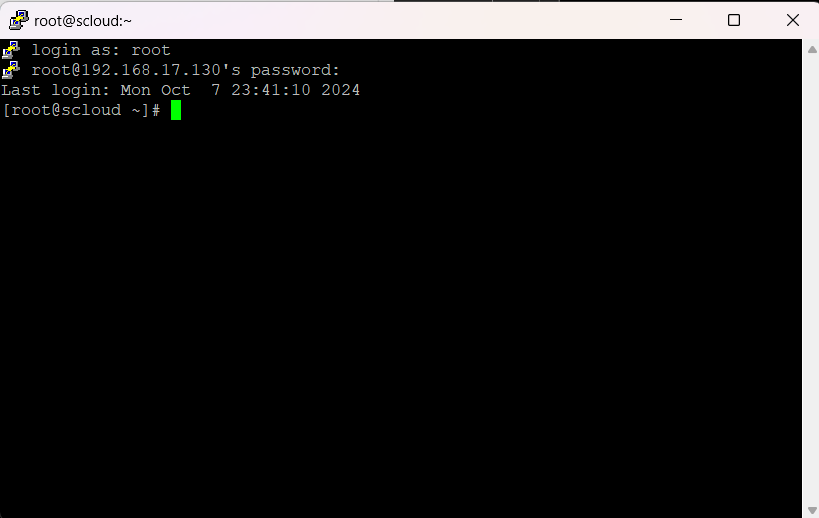 root@scloud:~
login as: root
root@192.168.17.130's password:
Last login: Mon Oct  7 23:41:10 2024
[root@scloud ~]#